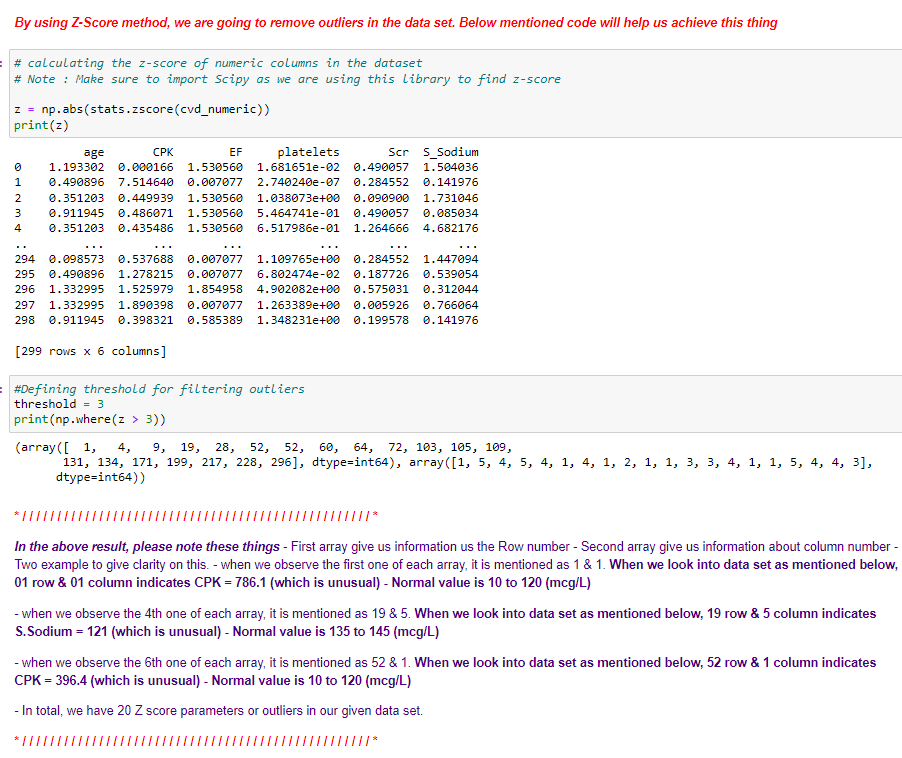 By using Z-Score method, we are going to remove outliers in the data set. Below mentioned code will help us achieve this thing
# calculating the z-score of numeric columns in the dataset
# Note : Make sure to import Scipy as we are using this library to find z-score
z = np.abs(stats.zscore(cvd_numeric))
print(z)
age CPK EF platelets Scr S_Sodium
0 1.193302 0.000166 1.530560 1.681651e-02 0.490057 1.504036
1 0.490896 7.514640 0.007077 2.740240e-07 0.284552 0.141976
2 0.351203 0.449939 1.530560 1.038073e+00 0.090900 1.731046
3 0.911945 0.486071 1.530560 5.464741e-01 0.490057 0.085034
4 0.351203 0.435486 1.530560 6.517986e-01 1.264666 4.682176
.. ... ... ... ... ... ...
294 0.098573 0.537688 0.007077 1.109765e+00 0.284552 1.447094
295 0.490896 1.278215 0.007077 6.802474e-02 0.187726 0.539054
296 1.332995 1.525979 1.854958 4.902082e+00 0.575031 0.312044
297 1.332995 1.890398 0.007077 1.263389e+00 0.005926 0.766064
298 0.911945 0.398321 0.585389 1.348231e+00 0.199578 0.141976
[299 rows x 6 columns]
#Defining threshold for filtering outliers
threshold = 3
print(np.where(z > 3))
(array([ 1, 4, 9, 19, 28, 52, 52, 60, 64, 72, 103, 105, 109,
131, 134, 171, 199, 217, 228, 296], dtype=int64), array([1, 5, 4, 5, 4, 1, 4, 1, 2, 1, 1, 3, 3, 4, 1, 1, 5, 4, 4, 3],
dtype=int64))
*///////////////////////////////////////////////////*
In the above result, please note these things - First array give us information us the Row number - Second array give us information about column number -
Two example to give clarity on this. - when we observe the first one of each array, it is mentioned as 1 & 1. When we look into data set as mentioned below,
01 row & 01 column indicates CPK = 786.1 (which is unusual) - Normal value is 10 to 120 (mcg/L)
- when we observe the 4th one of each array, it is mentioned as 19 & 5. When we look into data set as mentioned below, 19 row & 5 column indicates
S.Sodium = 121 (which is unusual) - Normal value is 135 to 145 (mcg/L)
- when we observe the 6th one of each array, it is mentioned as 52 & 1. When we look into data set as mentioned below, 52 row & 1 column indicates
CPK = 396.4 (which is unusual) - Normal value is 10 to 120 (mcg/L)
- In total, we have 20 Z score parameters or outliers in our given data set.
*///////////////////////////////////////////////////*